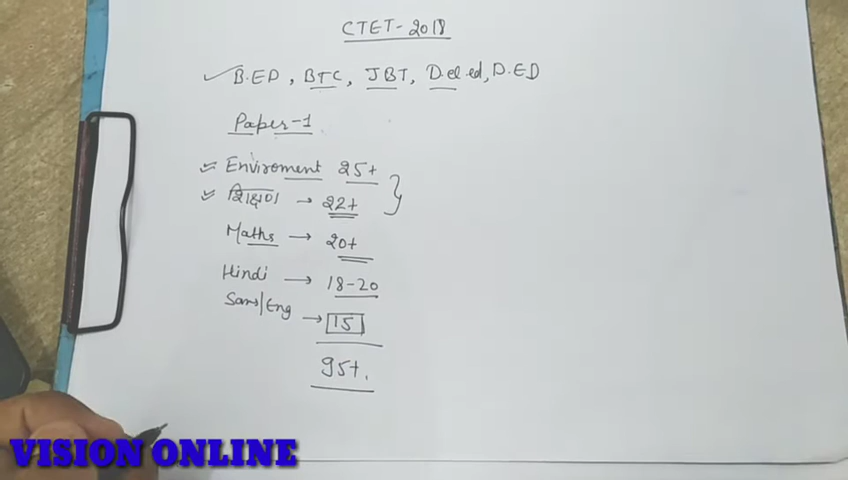 CTET-2018
B.ED, BTC, JBT, D.el.ed, D.ED
Paper-1
Enviroment 25+
शिक्षण → 22+
Maths → 20+
Hindi → 18-20
San/Eng → 15
95+.
VISION ONLINE